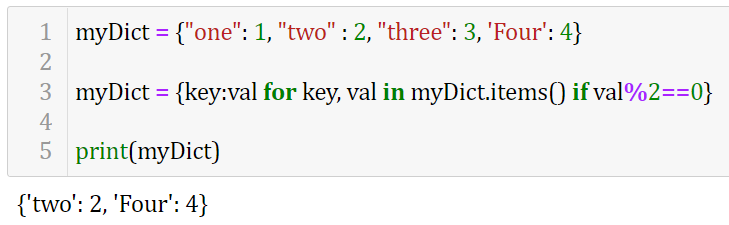 1 myDict = {"one": 1, "two" : 2, "three": 3, 'Four': 4}
2
3 myDict = {key:val for key, val in myDict.items() if val%2==0}
4
5 print(myDict)
{'two': 2, 'Four': 4}